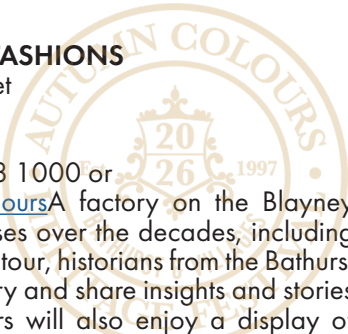 FASHIONS
et
3 1000 or
oursA factory on the Blayney
ses over the decades, including
tour, historians from the Bathurs
ry and share insights and stories
rs will also enjoy a display of
AUTUMN COLOURS
20
26
Est.
1997